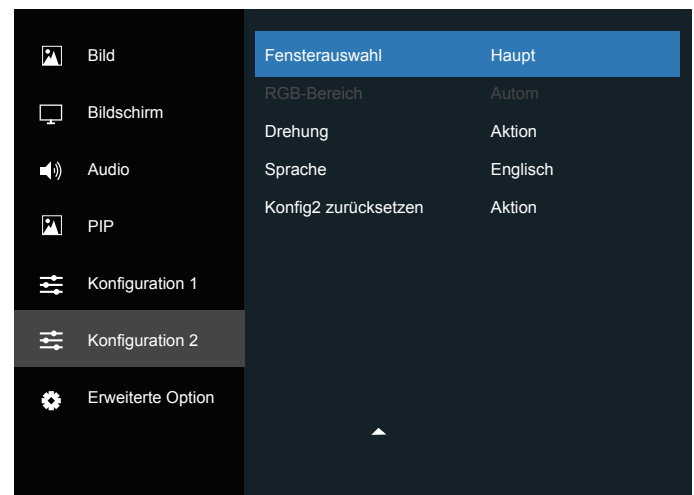 Bild
Bildschirm
Audio
PIP
Konfiguration 1
Konfiguration 2
Erweiterte Option
Fensterauswahl Haupt
RGB-Bereich Autom
Drehung Aktion
Sprache Englisch
Konfig2 zurücksetzen Aktion